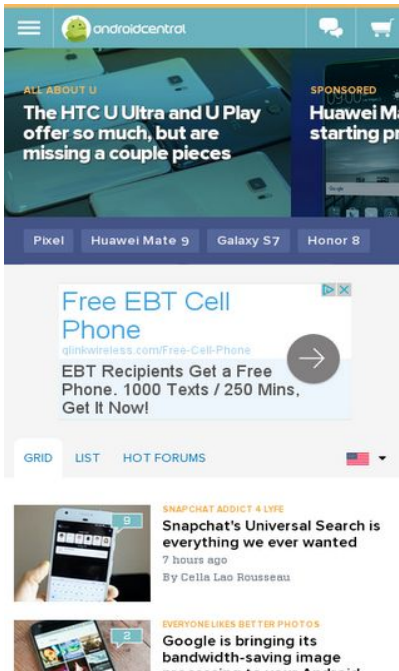 androidcentral
ALL ABOUT U
The HTC U Ultra and U Play
offer so much, but are
missing a couple pieces
SPONSORED
Huawei Ma
starting pr
Pixel
Huawei Mate 9
Galaxy S7
Honor 8
Free EBT Cell
Phone
qlinkwireless.com/Free-Cell-Phone
EBT Recipients Get a Free
Phone. 1000 Texts / 250 Mins,
Get It Now!
GRID
LIST
HOT FORUMS
9
SNAPCHAT ADDICT 4 LYFE
Snapchat's Universal Search is
everything we ever wanted
7 hours ago
By Cella Lao Rousseau
2
EVERYONE LIKES BETTER PHOTOS
Google is bringing its
bandwidth-saving image